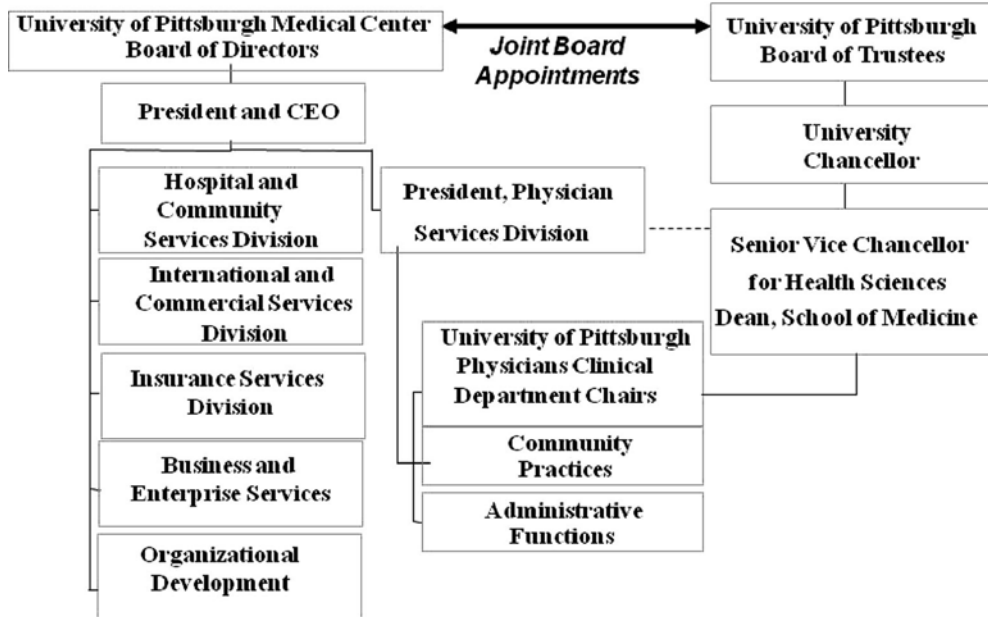 University of Pittsburgh Medical Center
Board of Directors
Joint Board
Appointments
University of Pittsburgh
Board of Trustees
President and CEO
University
Chancellor
Hospital and
Community
Services Division
President, Physician
Services Division
Senior Vice Chancellor
for Health Sciences
Dean, School of Medicine
International and
Commercial Services
Division
University of Pittsburgh
Physicians Clinical
Department Chairs
Insurance Services
Division
Community
Practices
Business and
Enterprise Services
Administrative
Functions
Organizational
Development